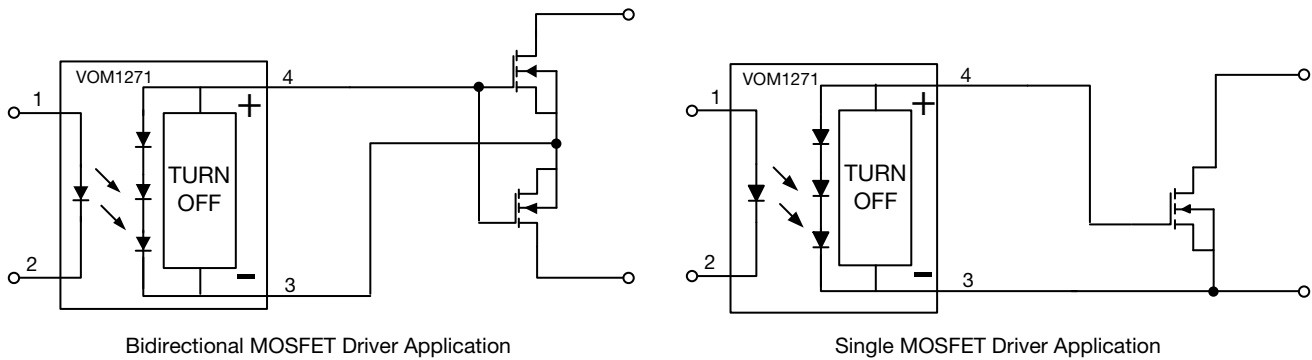 VOM1271
4
1
+
TURN
OFF
2
-
3
Bidirectional MOSFET Driver Application
VOM1271
4
1
+
TURN
OFF
2
-
3
Single MOSFET Driver Application